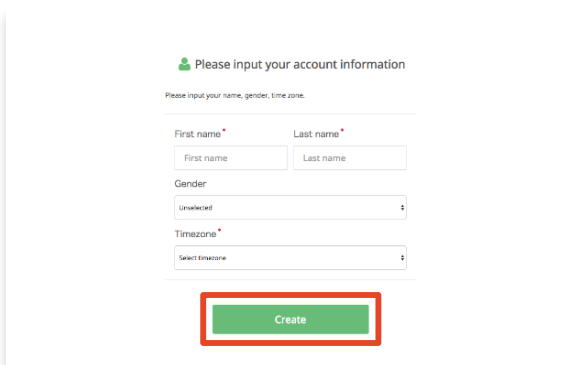 Please input your account information
Please input your name, gender, time zone.
First name* Last name*
First name Last name
Gender
Unselected
Timezone*
Select timezone
Create